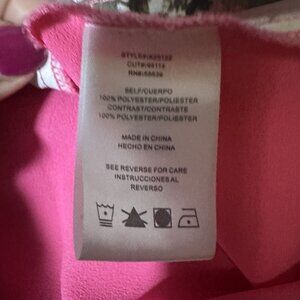 SELF/CUERPO
100% POLYESTER/POLIESTER
CONTRAST/CONTRASTE
100% POLYESTER/POLIESTER
MADE IN CHINA
HECHO EN CHINA
SEE REVERSE FOR CARE
INSTRUCCIONES AL
REVERSO